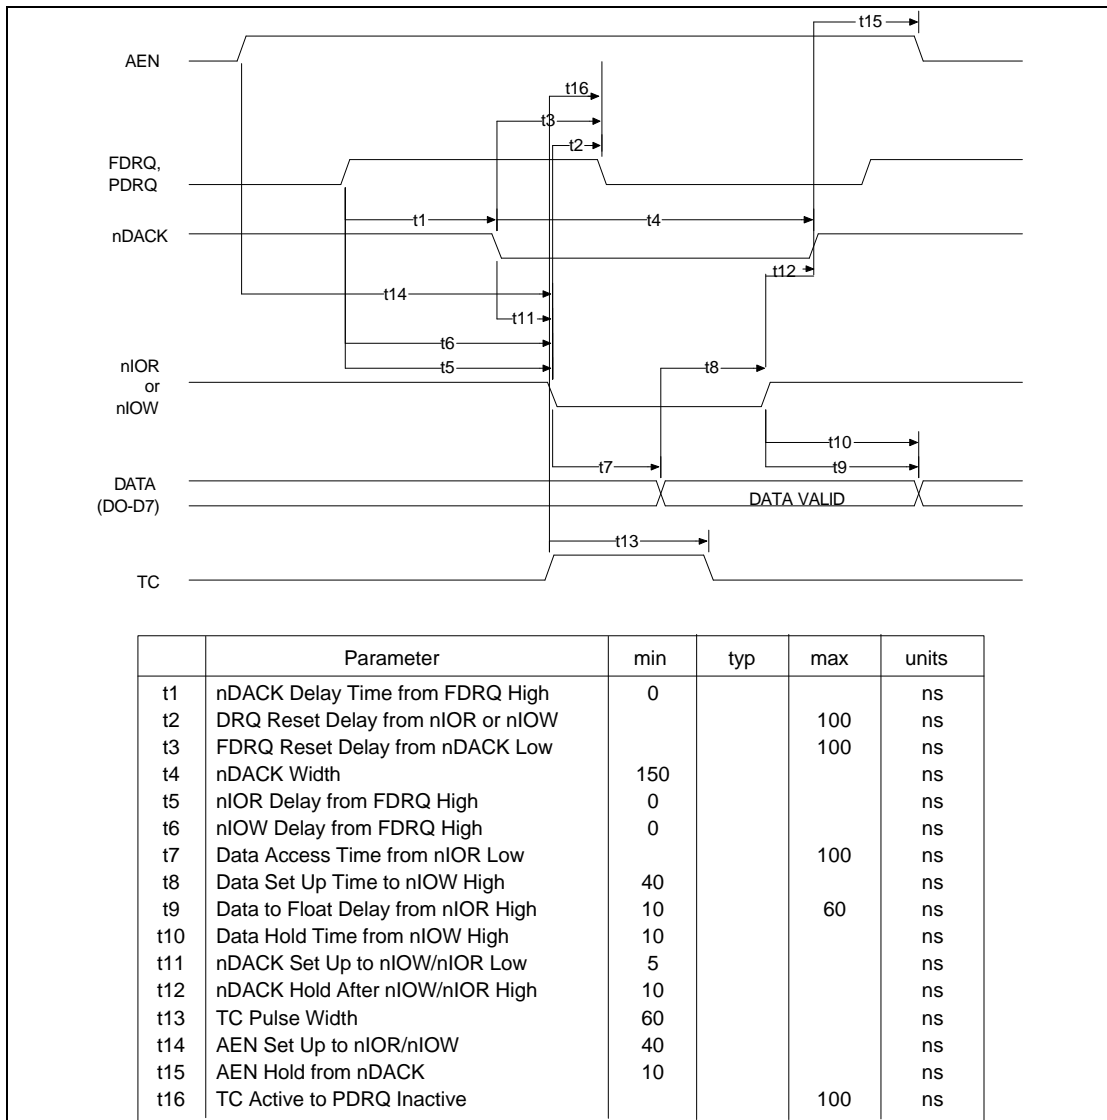 t15
AEN
t16
t3
t2
FDRQ,
PDRQ
t1
t4
nDACK
t12
t14
t11
t6
t5
t8
nIOR
or
nIOW
t10
t9
t7
DATA
(DO-D7)
DATA VALID
t13
TC
Parameter min typ max units
t1 nDACK Delay Time from FDRQ High 0 ns
t2 DRQ Reset Delay from nIOR or nIOW 100 ns
t3 FDRQ Reset Delay from nDACK Low 100 ns
t4 nDACK Width 150 ns
t5 nIOR Delay from FDRQ High 0 ns
t6 nIOW Delay from FDRQ High 0 ns
t7 Data Access Time from nIOR Low 100 ns
t8 Data Set Up Time to nIOW High 40 ns
t9 Data to Float Delay from nIOR High 10 60 ns
t10 Data Hold Time from nIOW High 10 ns
t11 nDACK Set Up to nIOW/nIOR Low 5 ns
t12 nDACK Hold After nIOW/nIOR High 10 ns
t13 TC Pulse Width 60 ns
t14 AEN Set Up to nIOR/nIOW 40 ns
t15 AEN Hold from nDACK 10 ns
t16 TC Active to PDRQ Inactive 100 ns